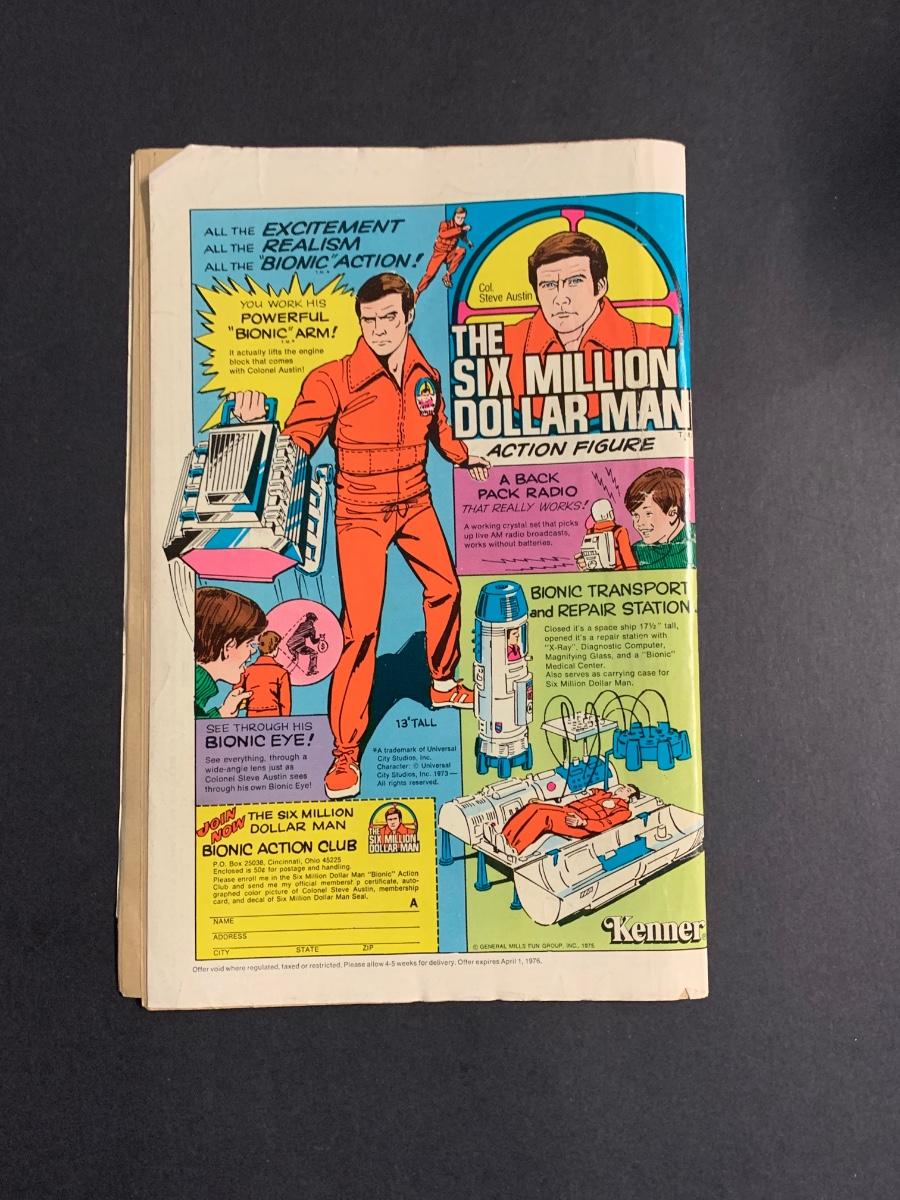 ALL THE EXCITEMENT
ALL THE REALISM
ALL THE "BIONIC" ACTION!
T.M.*
YOU WORK HIS
POWERFUL
"BIONIC" ARM!
T.M.*
It actually lifts the engine
block that comes
with Colonel Austin!
Col.
Steve Austin
THE
SIX MILLION
DOLLAR MAN
ACTION FIGURE
A BACK
PACK RADIO
THAT REALLY WORKS!
A working crystal set that picks
up live AM radio broadcasts,
works without batteries.
BIONIC TRANSPORT
and REPAIR STATION
Closed it's a space ship 17½" tall,
opened it's a repair station with
"X-Ray", Diagnostic Computer,
Magnifying Glass, and a "Bionic"
Medical Center.
Also serves as carrying case for
Six Million Dollar Man.
SEE THROUGH HIS
BIONIC EYE!
See everything, through a
wide-angle lens just as
Colonel Steve Austin sees
through his own Bionic Eye!
13" TALL
*A trademark of Universal
City Studios, Inc.
Character: © Universal
City Studios, Inc. 1973—
All rights reserved.
JOIN
NOW
THE SIX MILLION
DOLLAR MAN
BIONIC ACTION CLUB
THE
SIX MILLION
DOLLAR MAN
P.O. Box 25038, Cincinnati, Ohio 45225
Enclosed is 50¢ for postage and handling.
Please enroll me in the Six Million Dollar Man "Bionic" Action
Club and send me my official membersh p certificate, auto-
graphed color picture of Colonel Steve Austin, membership
card, and decal of Six Million Dollar Man Seal.
A
NAME
ADDRESS
CITY STATE ZIP
Kenner
© GENERAL MILLS FUN GROUP, INC., 1975
Offer void where regulated, taxed or restricted. Please allow 4-5 weeks for delivery. Offer expires April 1, 1976.